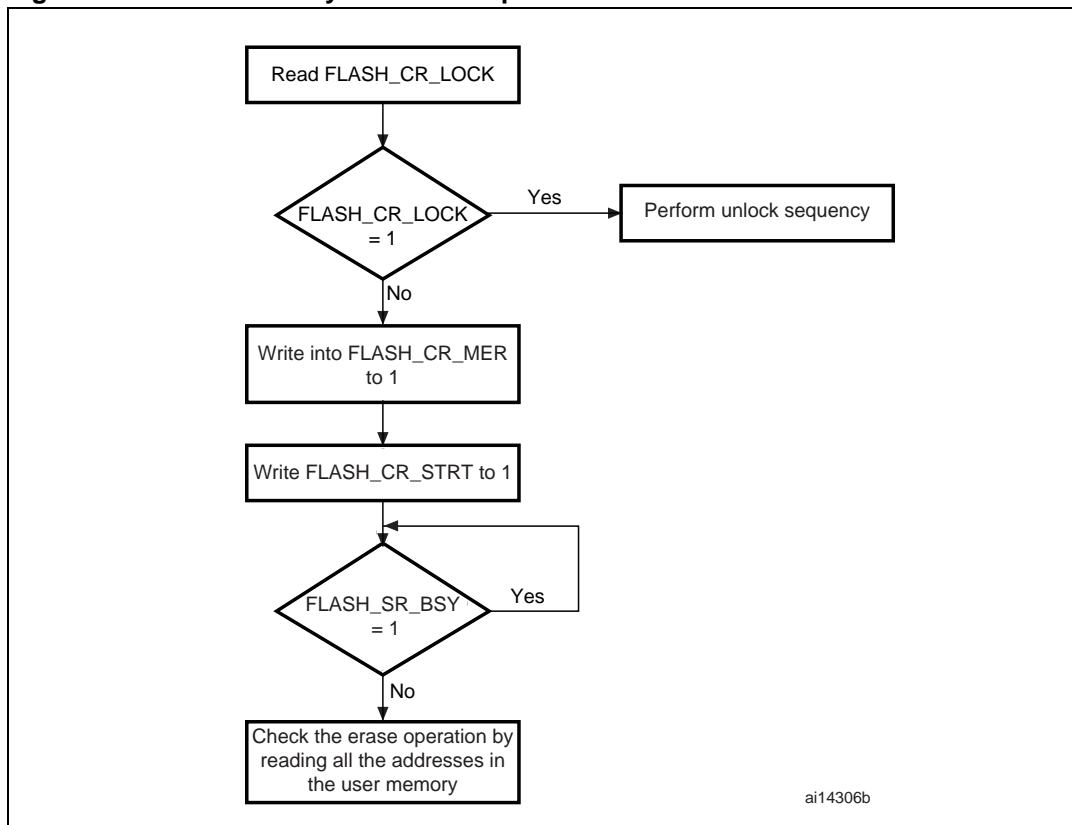 Read FLASH_CR_LOCK
FLASH_CR_LOCK
= 1
Yes
Perform unlock sequency
No
Write into FLASH_CR_MER
to 1
Write FLASH_CR_STRT to 1
FLASH_SR_BSY
= 1
Yes
No
Check the erase operation by
reading all the addresses in
the user memory
ai14306b